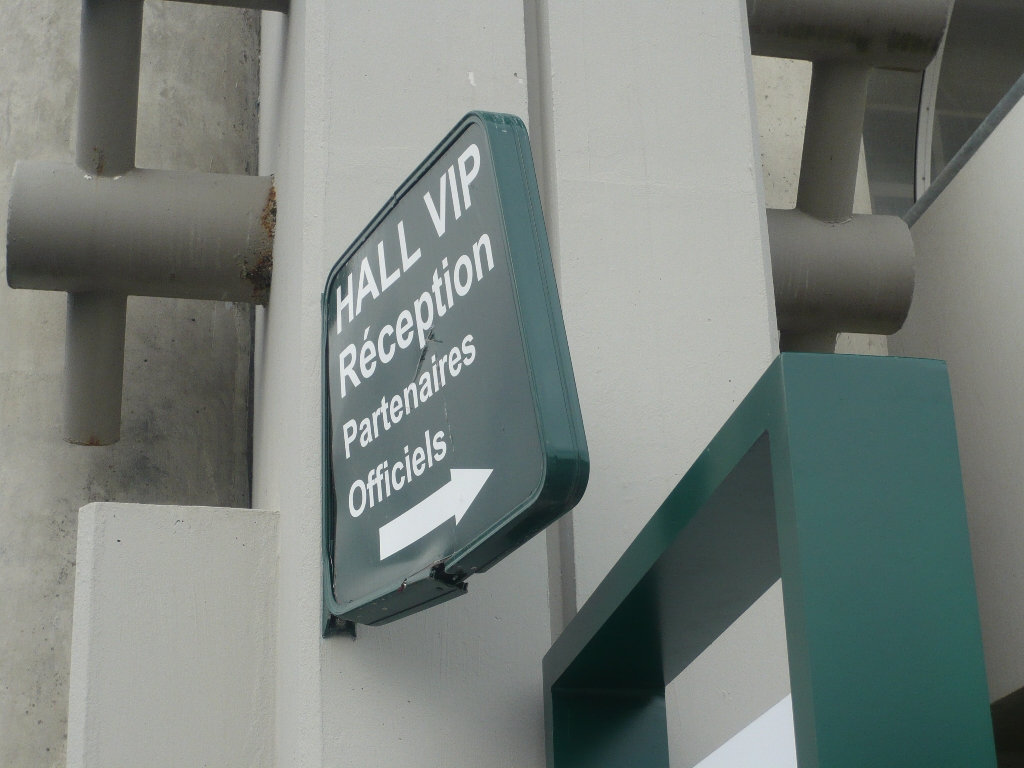 HALL VIP
Réception
Partenaires
Officiels